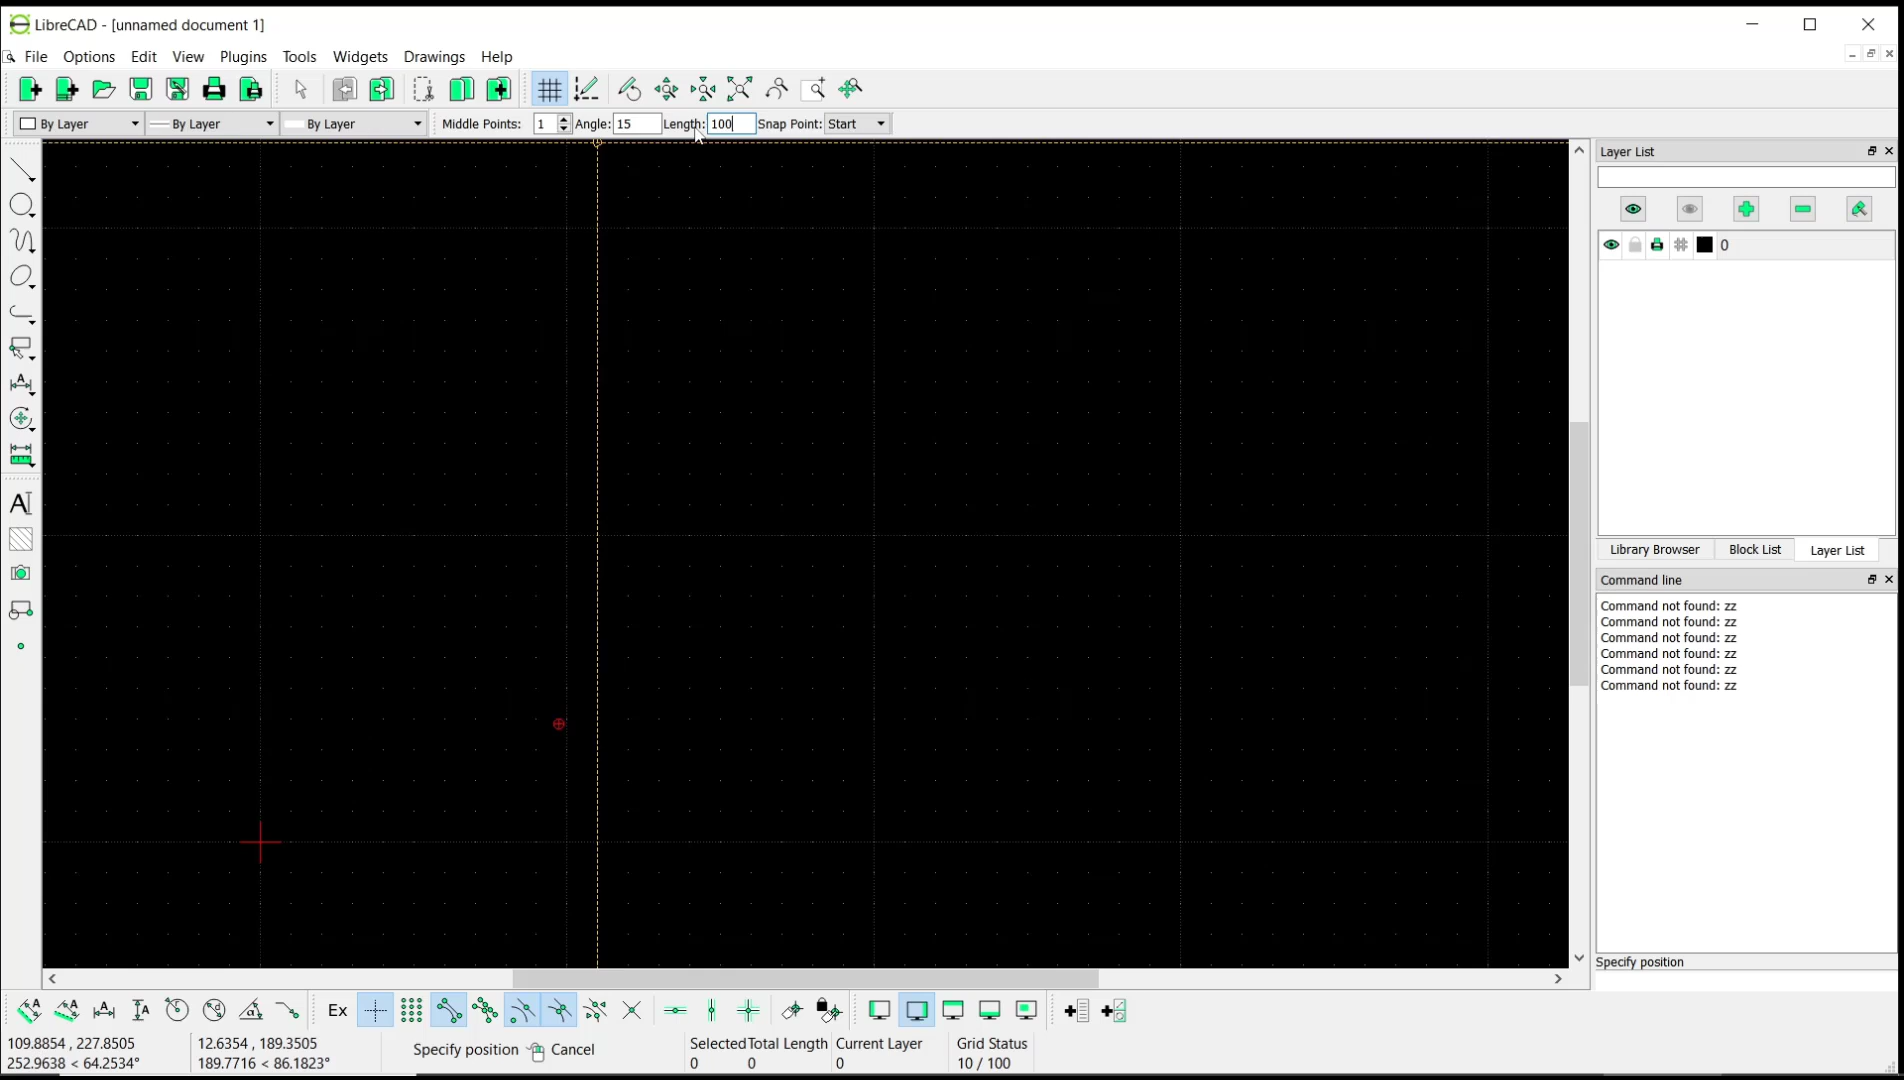 LibreCAD - [unnamed document 1]
File Options Edit View Plugins Tools Widgets Drawings Help
By Layer By Layer By Layer Middle Points: 1 Angle: 15 Length: 100 Snap Point: Start
Layer List
0
Library Browser Block List Layer List
Command line
Command not found: zz
Command not found: zz
Command not found: zz
Command not found: zz
Command not found: zz
Command not found: zz
Specify position
Ex
109.8854 , 227.8505
252.9638 < 64.2534°
12.6354 , 189.3505
189.7716 < 86.1823°
Specify position Cancel
Selected Total Length
0 0
Current Layer
0
Grid Status
10 / 100